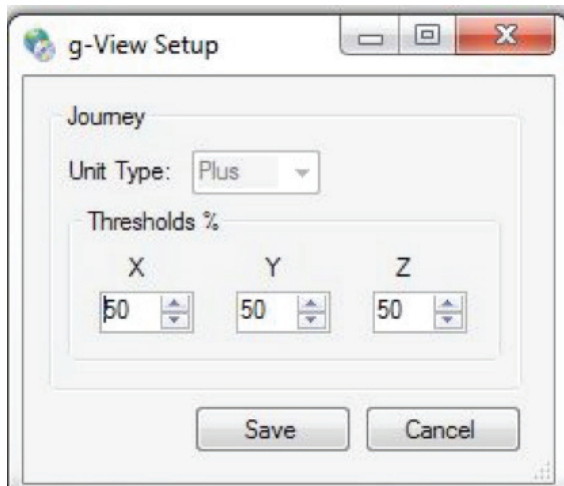 g-View Setup
Journey
Unit Type: Plus
Thresholds %
X Y Z
50 50 50
Save Cancel